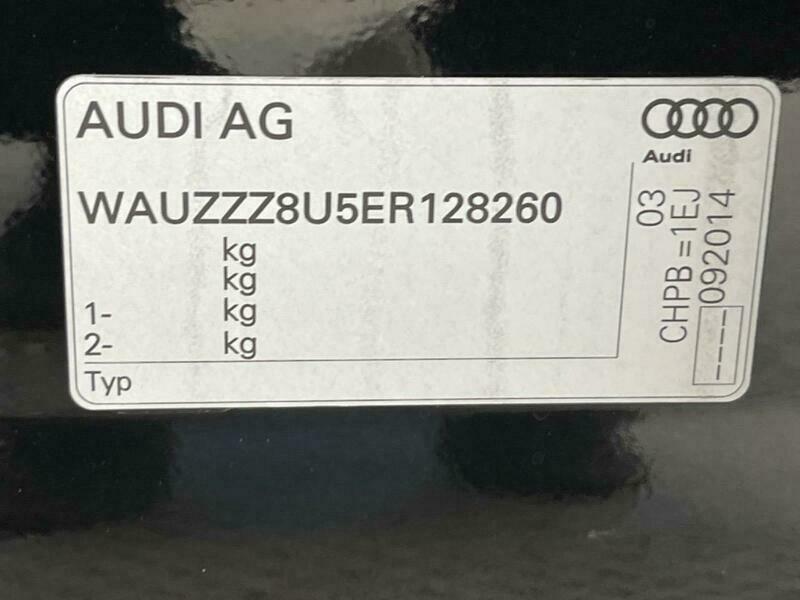 AUDI AG
Audi
WAUZZZ8U5ER128260
kg
kg
1- kg
2- kg
Typ
03
CHPB = 1EJ
---- 092014